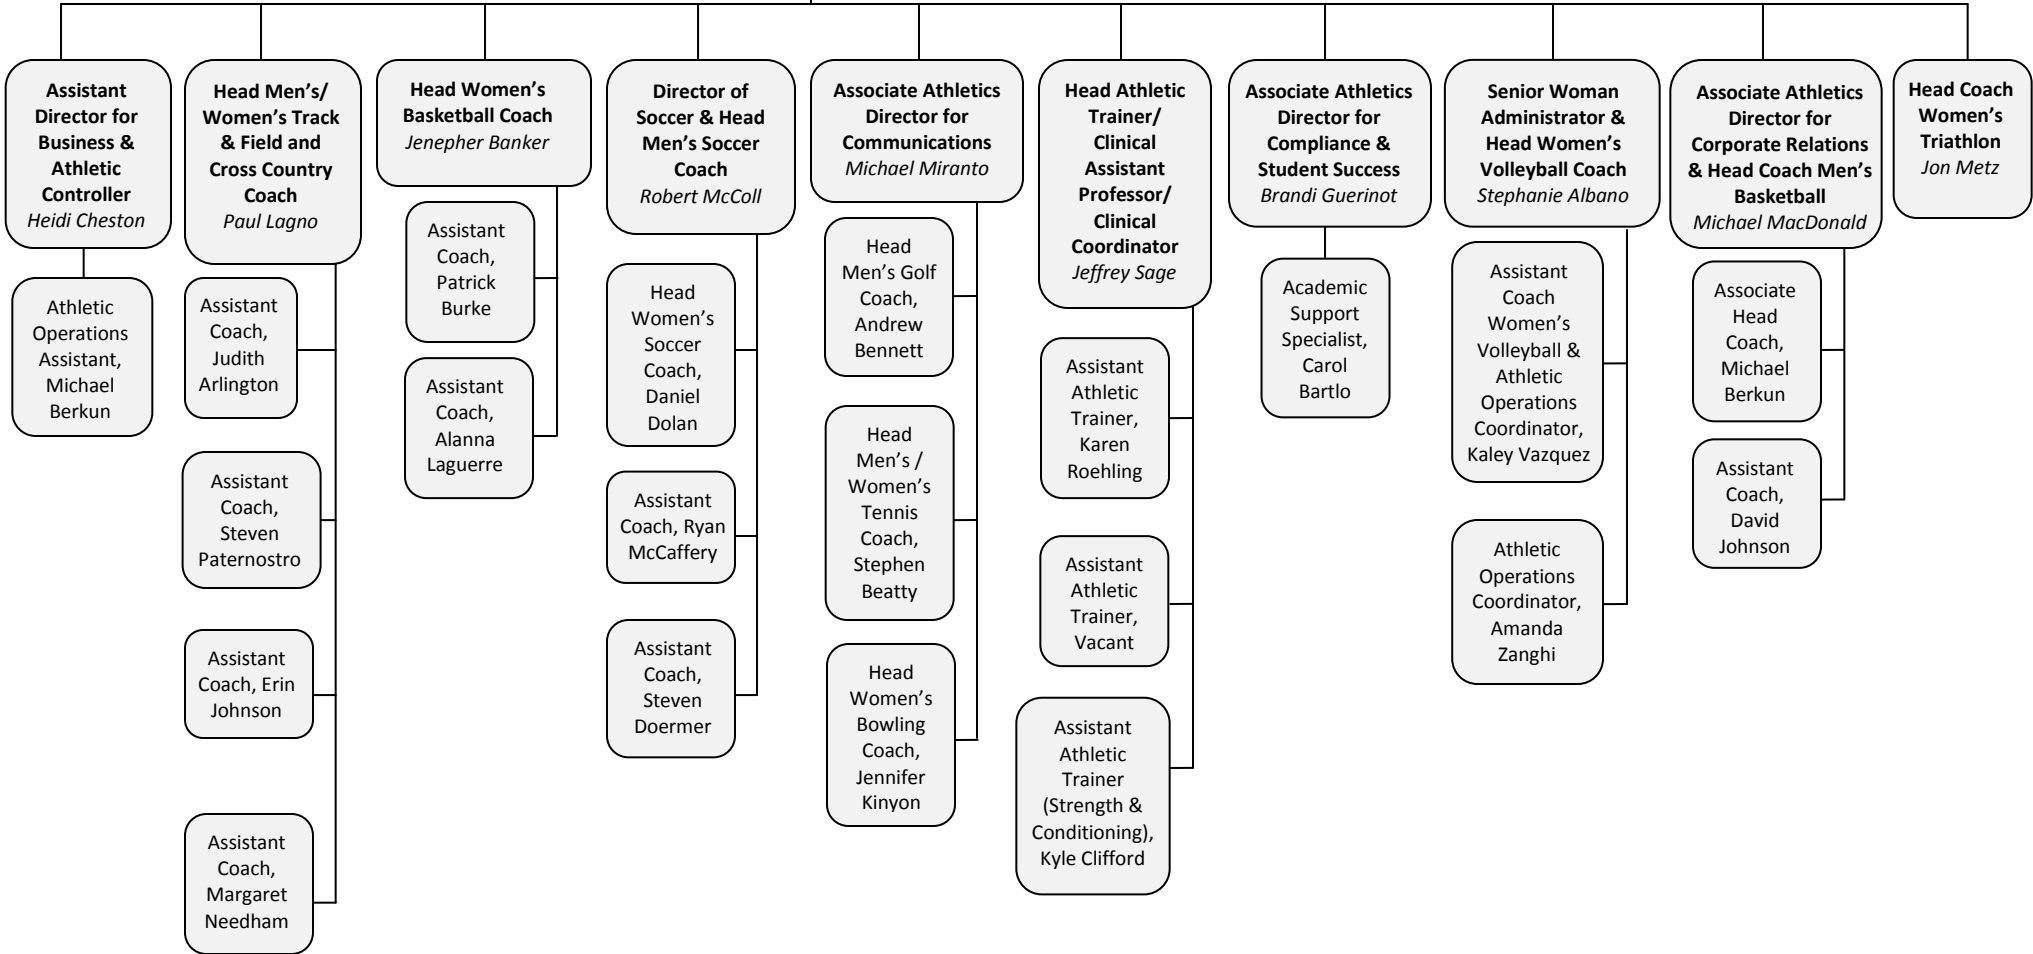 Assistant
Director for
Business &
Athletic
Controller
Heidi Cheston
Athletic
Operations
Assistant,
Michael
Berkun
Head Men’s/
Women’s Track
& Field and
Cross Country
Coach
Paul Lagno
Assistant
Coach,
Judith
Arlington
Assistant
Coach,
Steven
Paternostro
Assistant
Coach, Erin
Johnson
Assistant
Coach,
Margaret
Needham
Head Women’s
Basketball Coach
Jenepher Banker
Assistant
Coach,
Patrick
Burke
Assistant
Coach,
Alanna
Laguerre
Director of
Soccer & Head
Men’s Soccer
Coach
Robert McColl
Head
Women’s
Soccer
Coach,
Daniel
Dolan
Assistant
Coach, Ryan
McCaffery
Assistant
Coach,
Steven
Doermer
Associate Athletics
Director for
Communications
Michael Miranto
Head
Men’s Golf
Coach,
Andrew
Bennett
Head
Men’s /
Women’s
Tennis
Coach,
Stephen
Beatty
Head
Women’s
Bowling
Coach,
Jennifer
Kinyon
Head Athletic
Trainer/
Clinical
Assistant
Professor/
Clinical
Coordinator
Jeffrey Sage
Assistant
Athletic
Trainer,
Karen
Roehling
Assistant
Athletic
Trainer,
Vacant
Assistant
Athletic
Trainer
(Strength &
Conditioning),
Kyle Clifford
Associate Athletics
Director for
Compliance &
Student Success
Brandi Guerinot
Academic
Support
Specialist,
Carol
Bartlo
Senior Woman
Administrator &
Head Women’s
Volleyball Coach
Stephanie Albano
Assistant
Coach
Women’s
Volleyball &
Athletic
Operations
Coordinator,
Kaley Vazquez
Athletic
Operations
Coordinator,
Amanda
Zanghi
Associate Athletics
Director for
Corporate Relations
& Head Coach Men’s
Basketball
Michael MacDonald
Associate
Head
Coach,
Michael
Berkun
Assistant
Coach,
David
Johnson
Head Coach
Women’s
Triathlon
Jon Metz